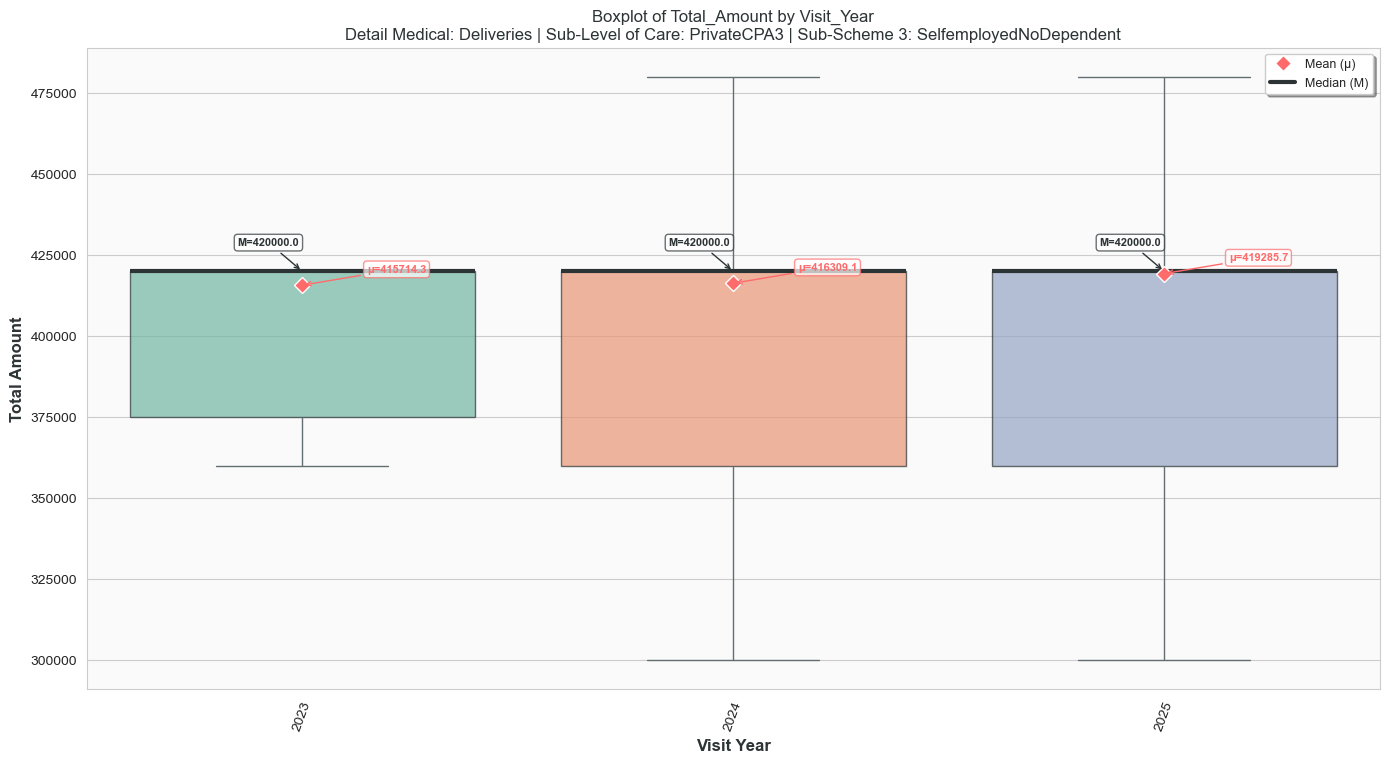 Boxplot of Total_Amount by Visit_Year
Detail Medical: Deliveries | Sub-Level of Care: PrivateCPA3 | Sub-Scheme 3: SelfemployedNoDependent
Mean (μ)
Median (M)
Total Amount
475000
450000
425000
400000
375000
350000
325000
300000
M=420000.0
μ=415714.3
M=420000.0
μ=416309.1
M=420000.0
μ=419285.7
2023
2024
2025
Visit Year